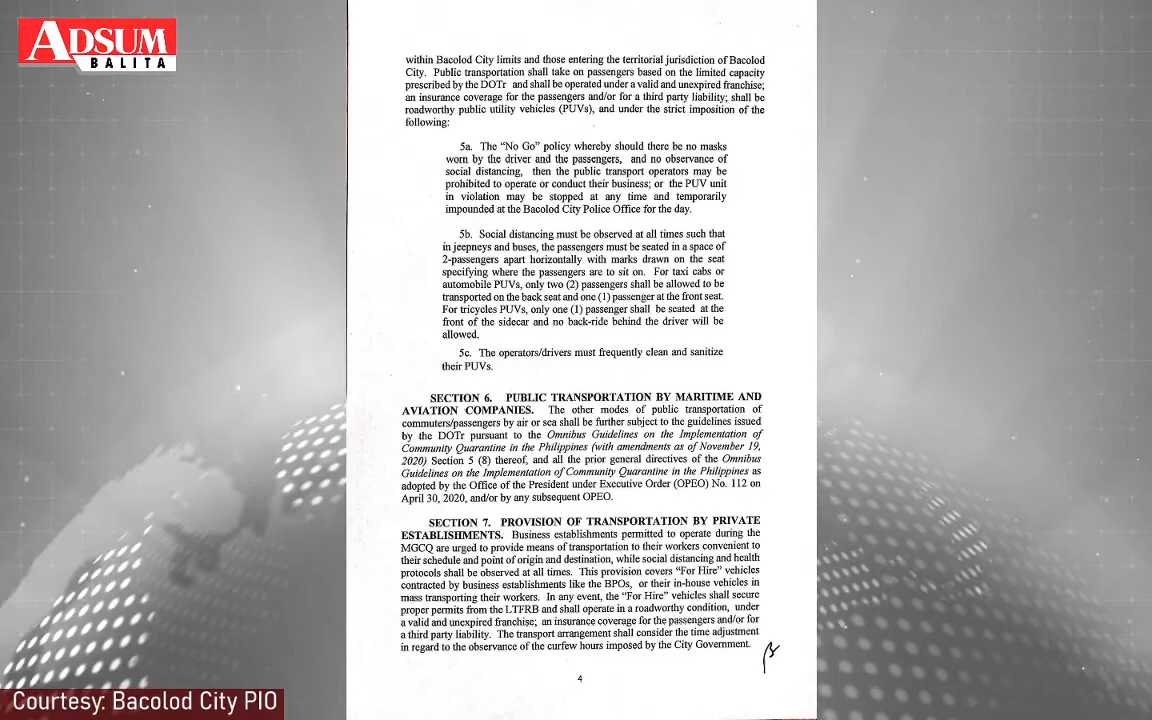 ADSUM
BALITA
within Bacolod City limits and those entering the territorial jurisdiction of Bacolod
City. Public transportation shall take on passengers based on the limited capacity
prescribed by the DOTr and shall be operated under a valid and unexpired franchise;
an insurance coverage for the passengers and/or for a third party liability; shall be
roadworthy public utility vehicles (PUVs), and under the strict imposition of the
following:
5a. The “No Go” policy whereby should there be no masks
worn by the driver and the passengers, and no observance of
social distancing, then the public transport operators may be
prohibited to operate or conduct their business; or the PUV unit
in violation may be stopped at any time and temporarily
impounded at the Bacolod City Police Office for the day.
5b. Social distancing must be observed at all times such that
in jeepneys and buses, the passengers must be seated in a space of
2-passengers apart horizontally with marks drawn on the seat
specifying where the passengers are to sit on. For taxi cabs or
automobile PUVs, only two (2) passengers shall be allowed to be
transported on the back seat and one (1) passenger at the front seat.
For tricycles PUVs, only one (1) passenger shall be seated at the
front of the sidecar and no back-ride behind the driver will be
allowed.
5c. The operators/drivers must frequently clean and sanitize
their PUVs.
SECTION 6. PUBLIC TRANSPORTATION BY MARITIME AND
AVIATION COMPANIES. The other modes of public transportation of
commuters/passengers by air or sea shall be further subject to the guidelines issued
by the DOTr pursuant to the Omnibus Guidelines on the Implementation of
Community Quarantine in the Philippines (with amendments as of November 19,
2020) Section 5 (8) thereof, and all the prior general directives of the Omnibus
Guidelines on the Implementation of Community Quarantine in the Philippines as
adopted by the Office of the President under Executive Order (OPEO) No. 112 on
April 30, 2020, and/or by any subsequent OPEO.
SECTION 7. PROVISION OF TRANSPORTATION BY PRIVATE
ESTABLISHMENTS. Business establishments permitted to operate during the
MGCQ are urged to provide means of transportation to their workers convenient to
their schedule and point of origin and destination, while social distancing and health
protocols shall be observed at all times. This provision covers “For Hire” vehicles
contracted by business establishments like the BPOs, or their in-house vehicles in
mass transporting their workers. In any event, the “For Hire” vehicles shall secure
proper permits from the LTFRB and shall operate in a roadworthy condition, under
a valid and unexpired franchise; an insurance coverage for the passengers and/or for
a third party liability. The transport arrangement shall consider the time adjustment
in regard to the observance of the curfew hours imposed by the City Government.
4
Courtesy: Bacolod City PIO